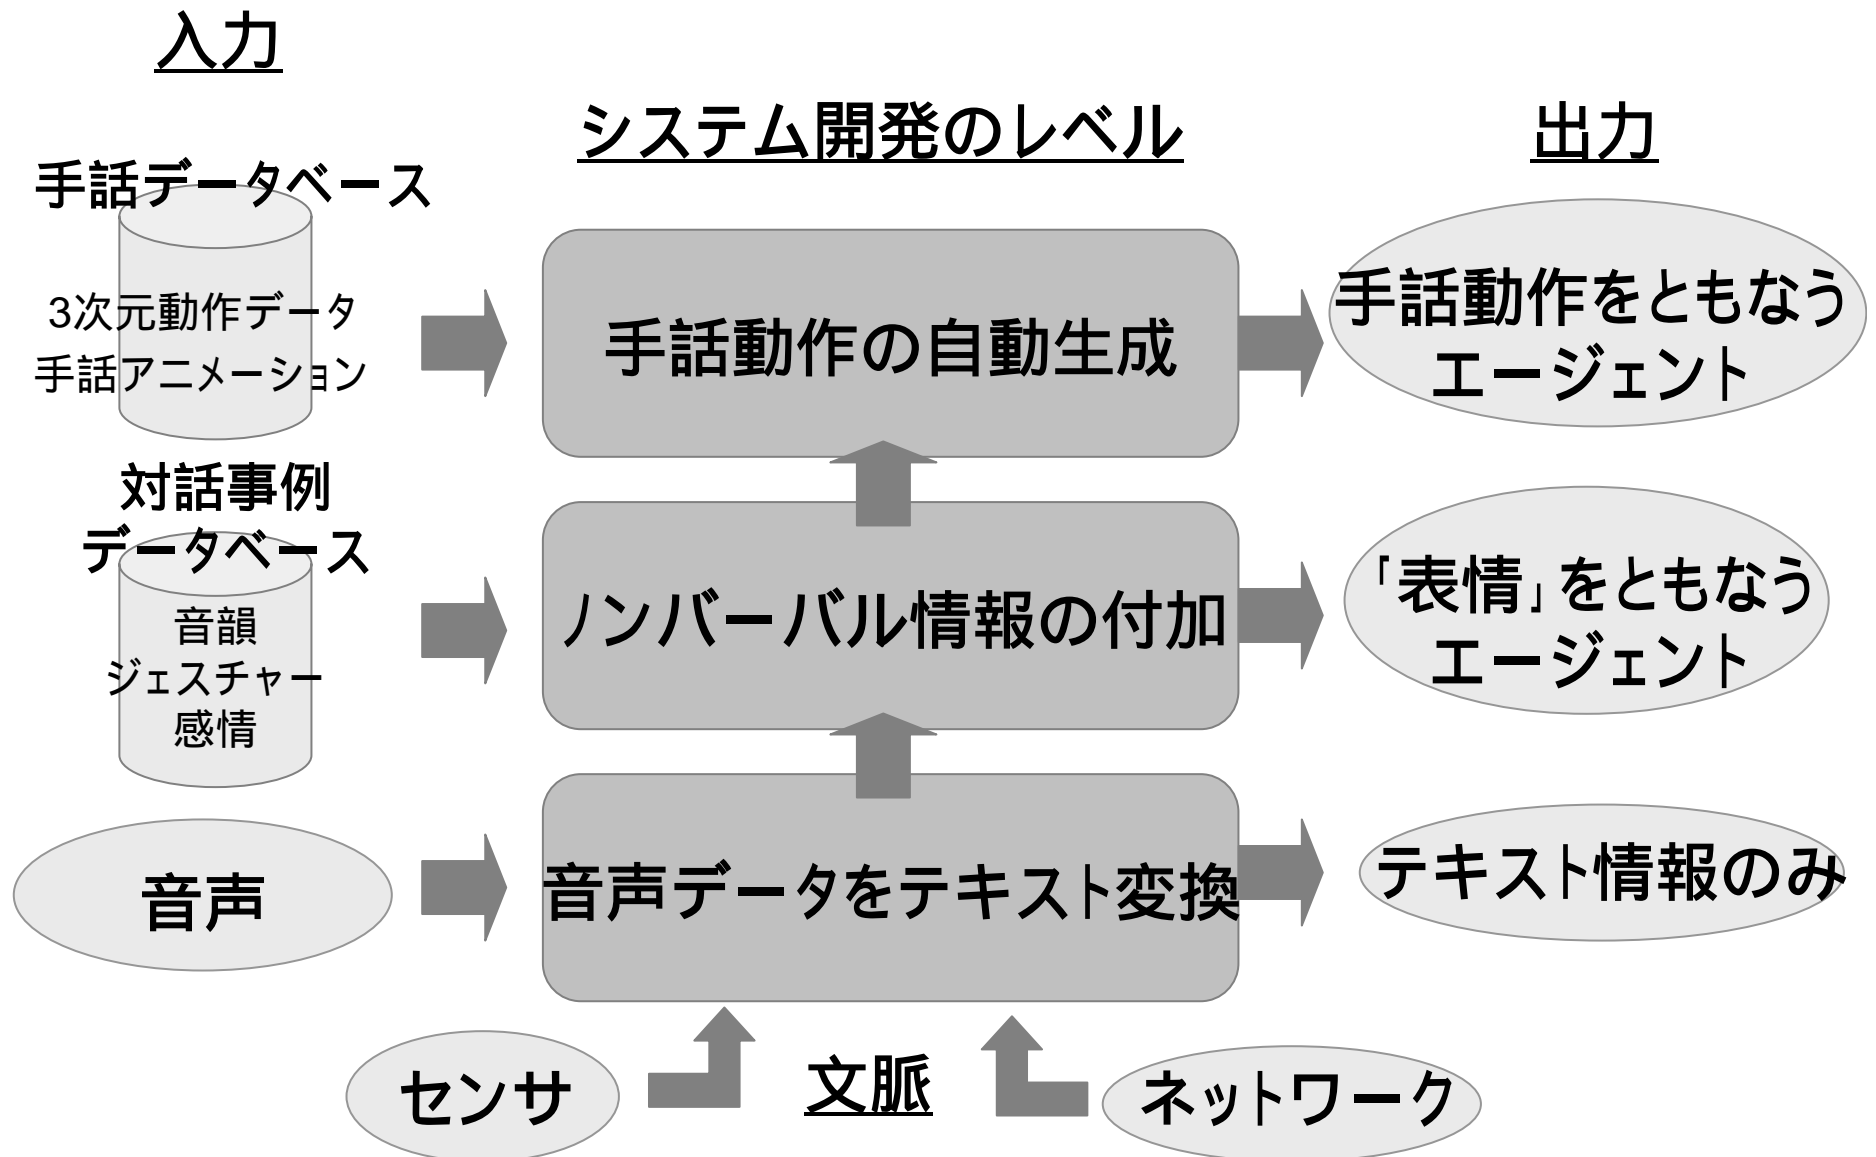 入力
システム開発のレベル
出力
手話データベース
3次元動作データ
手話アニメーション
手話動作の自動生成
手話動作をともなう
エージェント
対話事例
データベース
音韻
ジェスチャー
感情
ノンバーバル情報の付加
「表情」をともなう
エージェント
音声
音声データをテキスト変換
テキスト情報のみ
センサ
文脈
ネットワーク